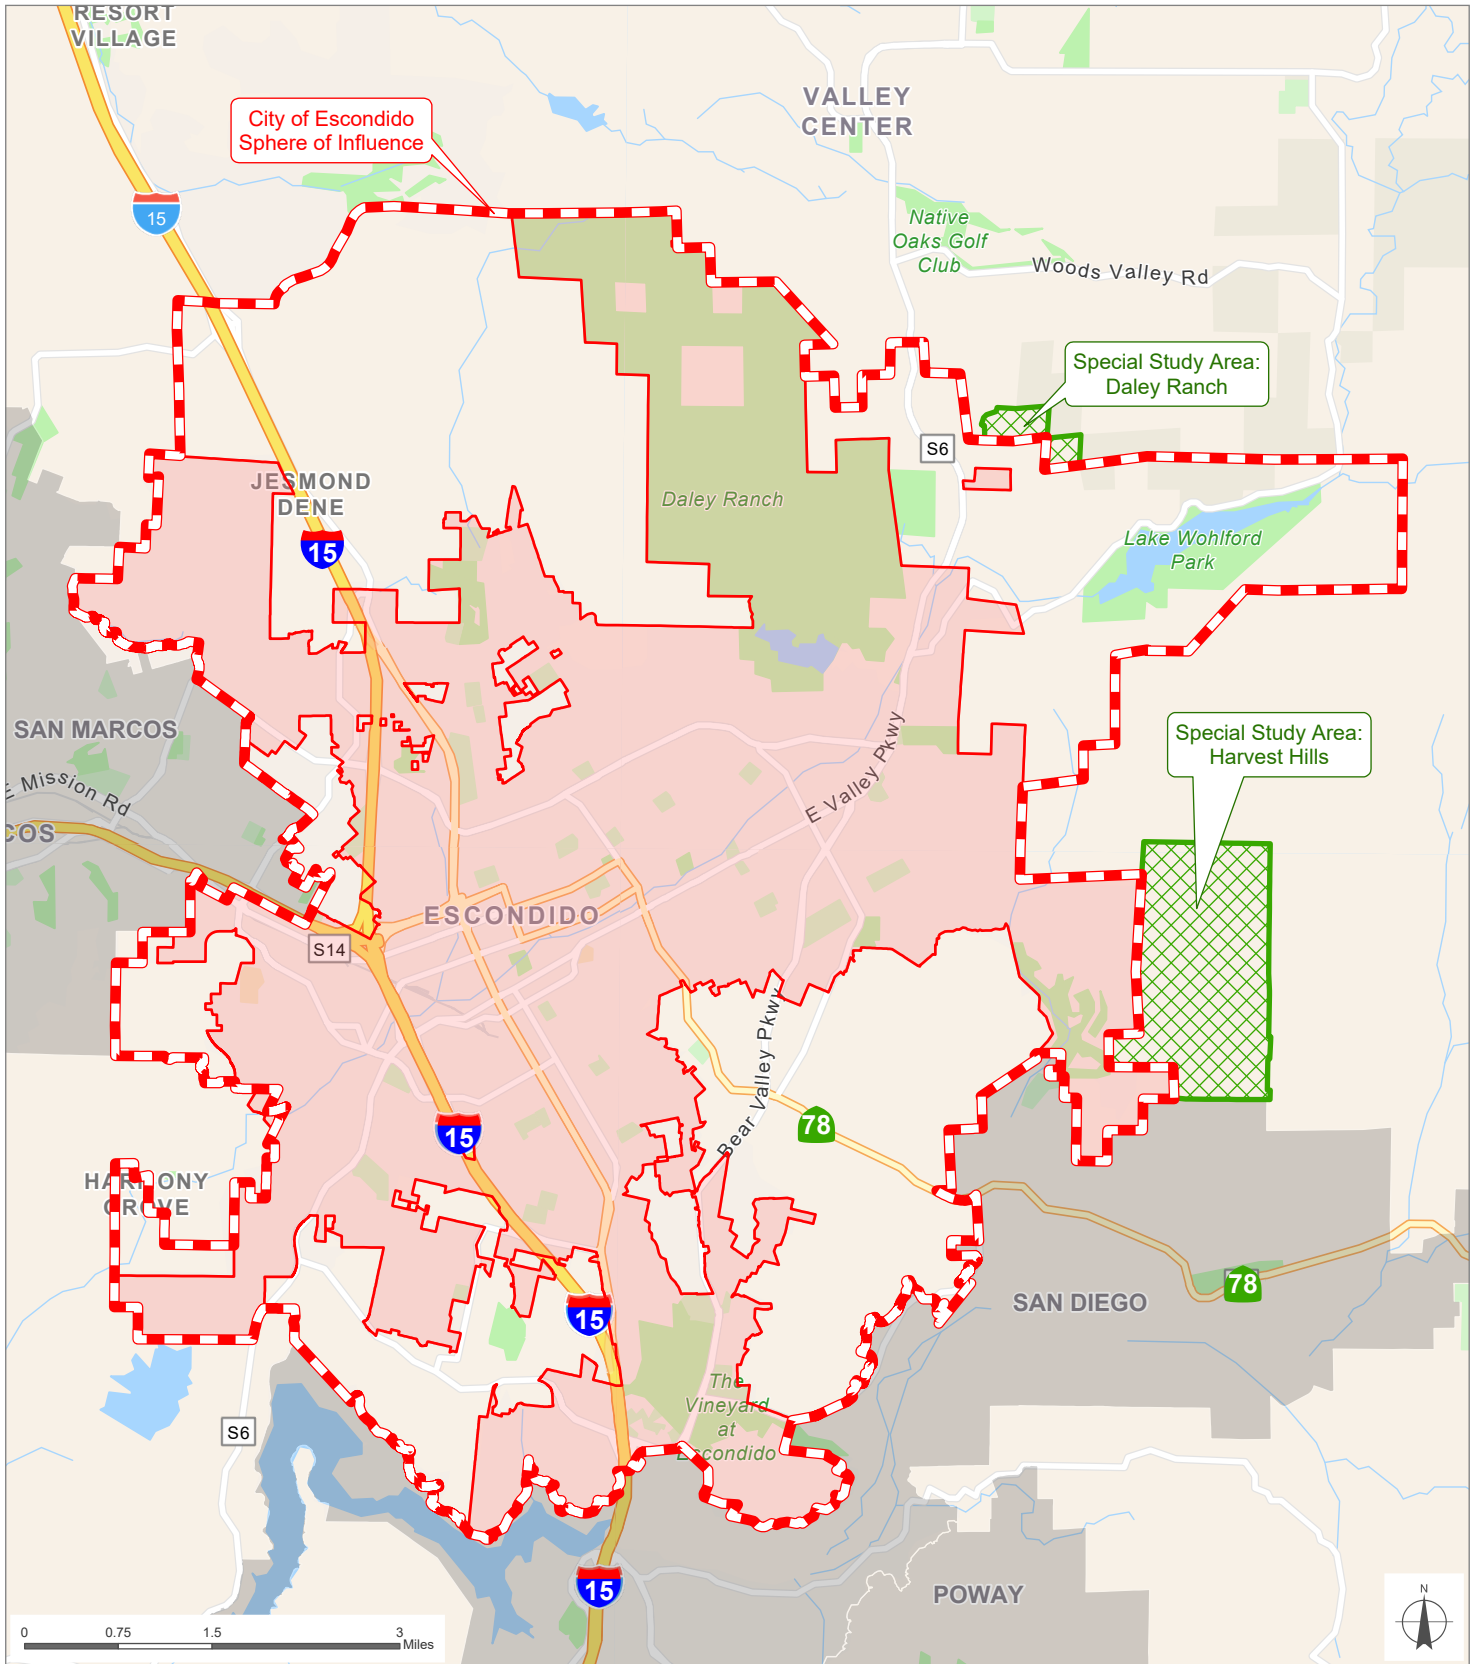 RESORT
VILLAGE
City of Escondido
Sphere of Influence
VALLEY
CENTER
15
Native
Oaks Golf
Club
Woods Valley Rd
Special Study Area:
Daley Ranch
S6
JESMOND
DENE
15
Daley Ranch
Lake Wohlford
Park
SAN MARCOS
E Mission Rd
COS
E Valley Pkwy
Special Study Area:
Harvest Hills
ESCONDIDO
S14
Bear Valley Pkwy
78
15
HARMONY
GROVE
15
SAN DIEGO
78
The
Vineyard
at
Escondido
S6
15
POWAY
N
0 0.75 1.5 3
Miles